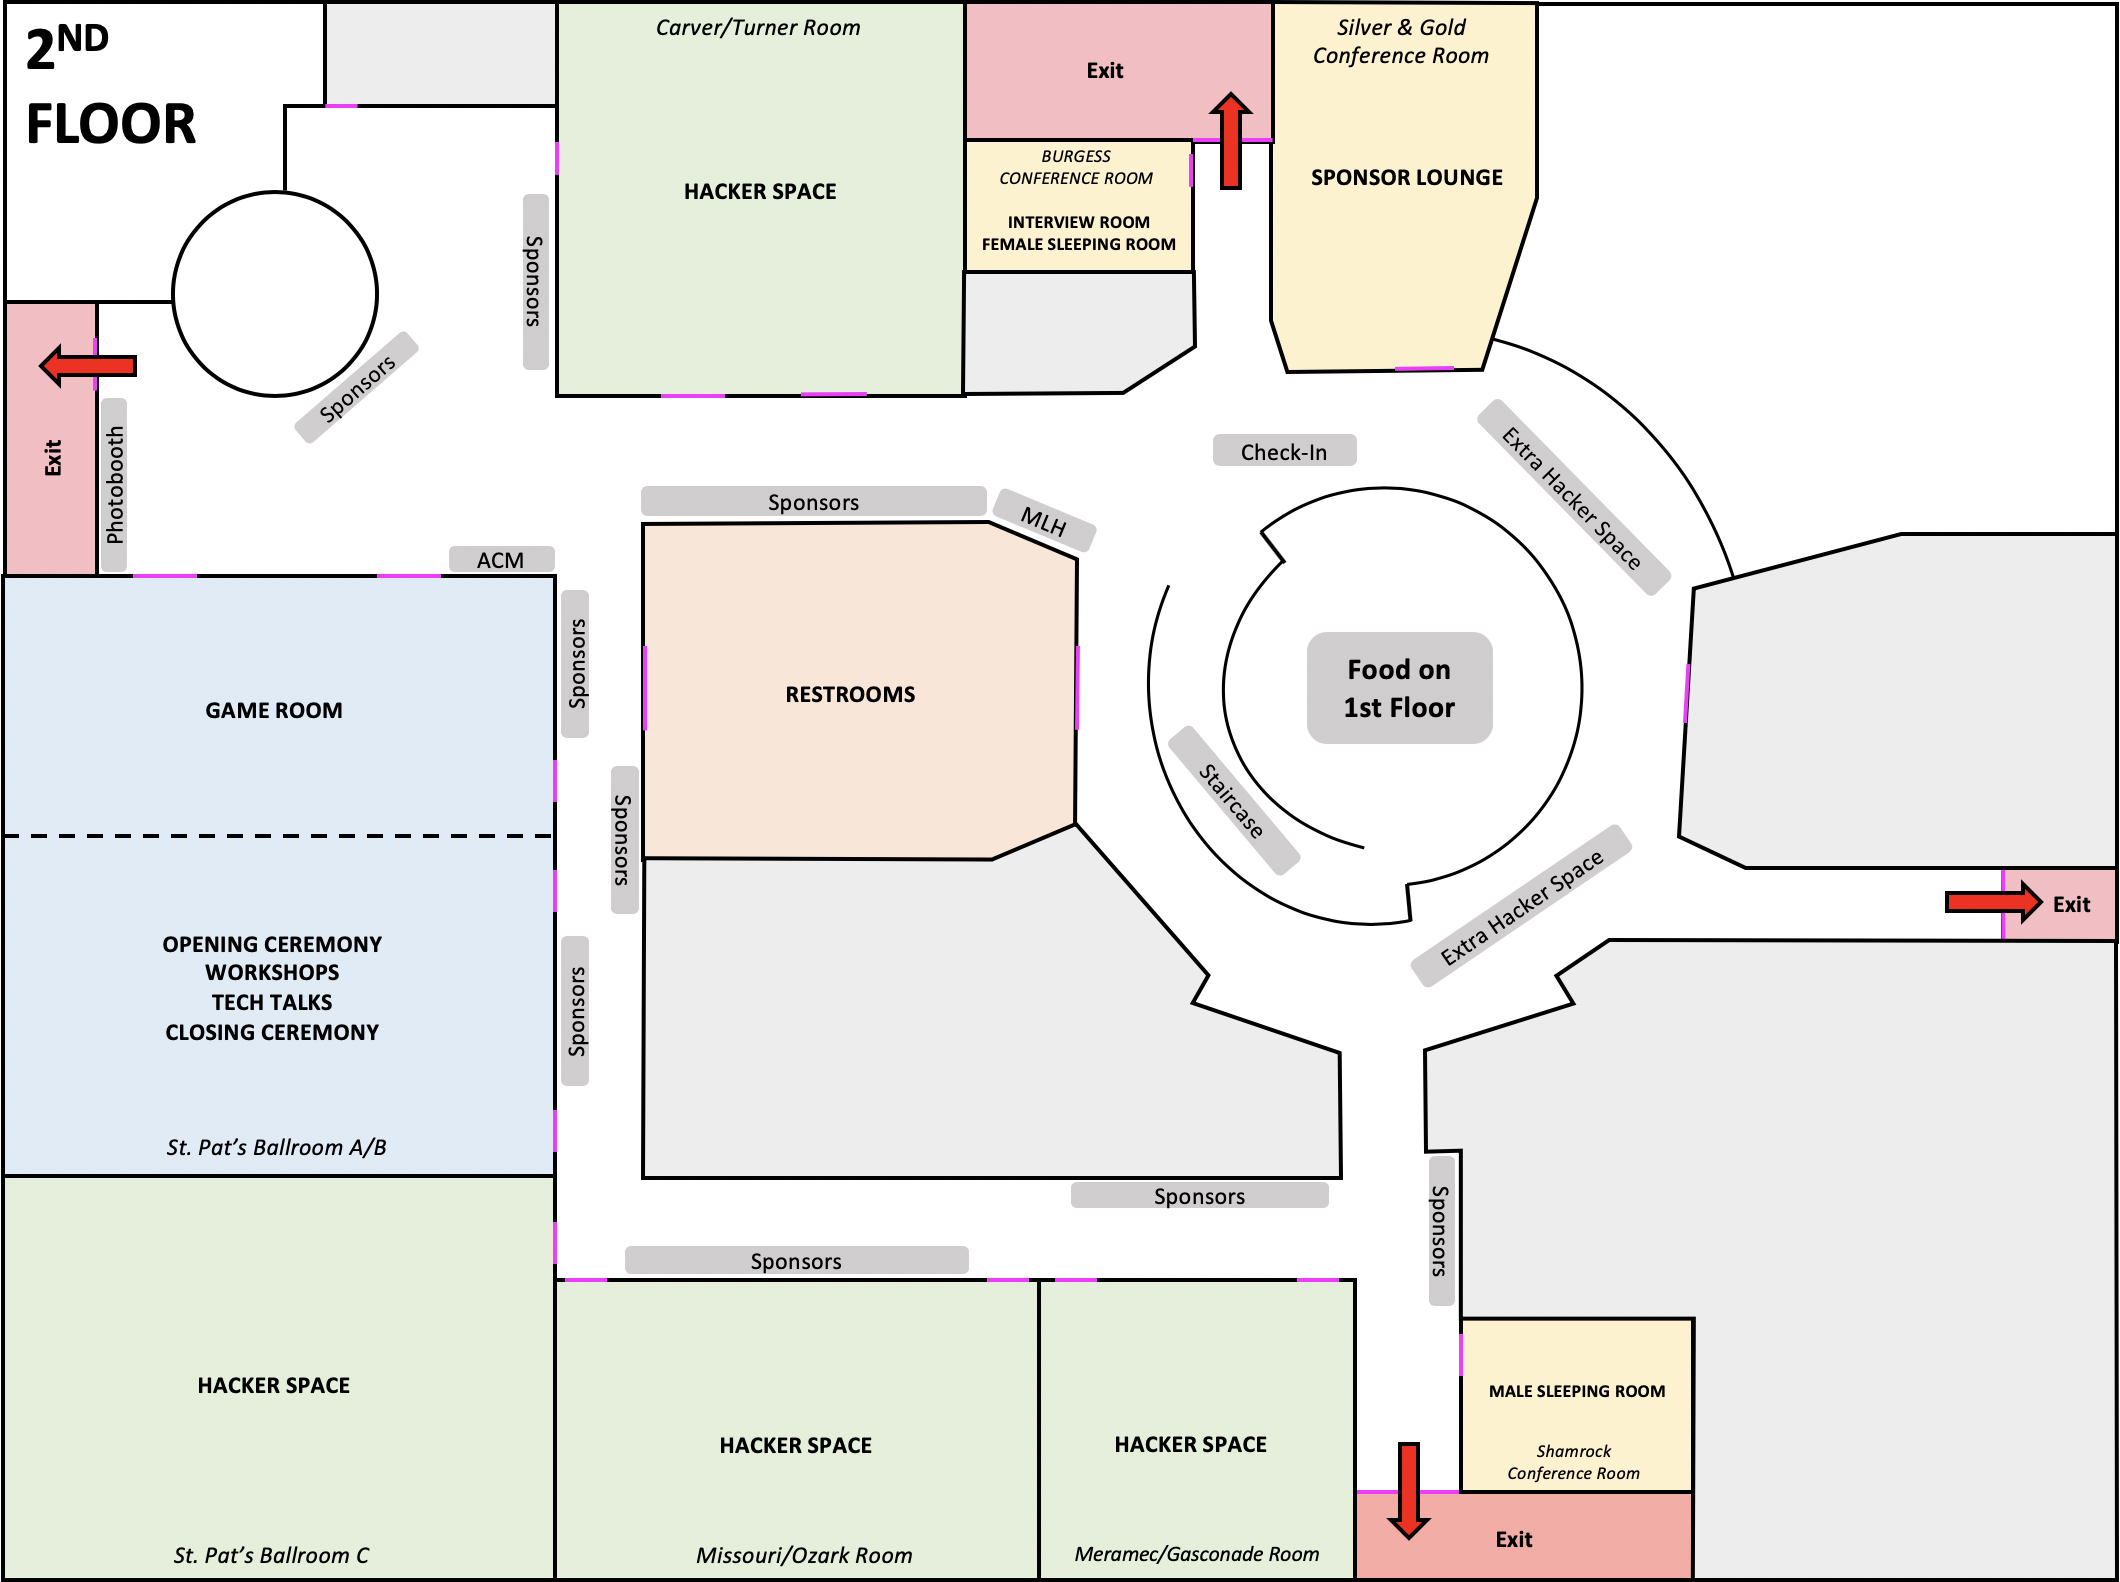 2ND
FLOOR
Carver/Turner Room
HACKER SPACE
Exit
BURGESS
CONFERENCE ROOM
INTERVIEW ROOM
FEMALE SLEEPING ROOM
Silver & Gold
Conference Room
SPONSOR LOUNGE
Sponsors
Sponsors
Exit
Photobooth
Check-In
Extra Hacker Space
Sponsors
MLH
ACM
Sponsors
GAME ROOM
RESTROOMS
Food on
1st Floor
Staircase
Sponsors
Extra Hacker Space
Exit
OPENING CEREMONY
WORKSHOPS
TECH TALKS
CLOSING CEREMONY
Sponsors
St. Pat's Ballroom A/B
Sponsors
Sponsors
Sponsors
HACKER SPACE
St. Pat's Ballroom C
HACKER SPACE
Missouri/Ozark Room
HACKER SPACE
Meramec/Gasconade Room
MALE SLEEPING ROOM
Shamrock
Conference Room
Exit